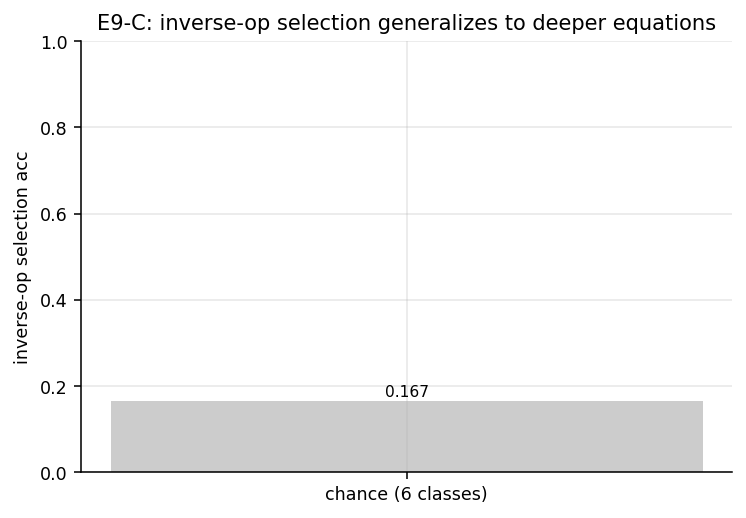 E9-C: inverse-op selection generalizes to deeper equations
1.0
0.8
0.6
0.4
0.2
0.0
inverse-op selection acc
0.167
chance (6 classes)